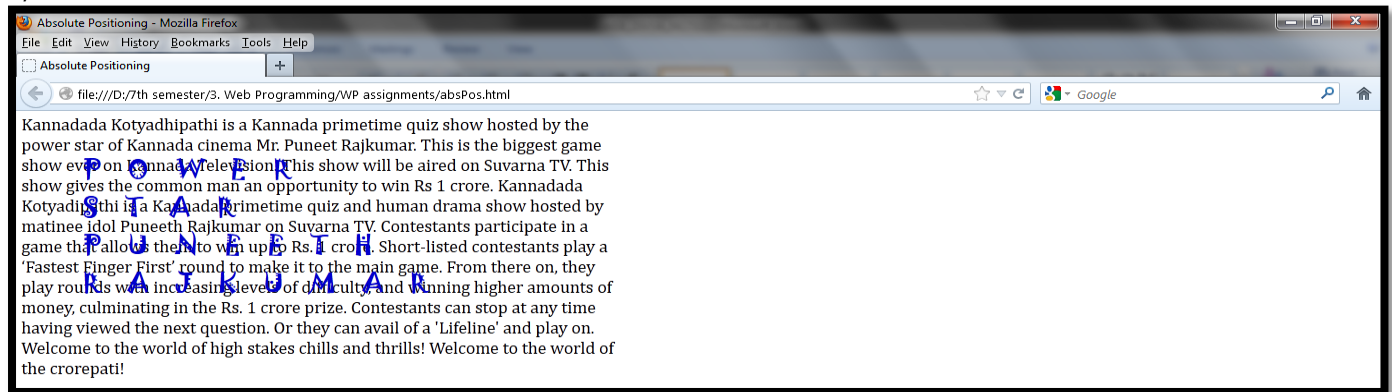 Absolute Positioning - Mozilla Firefox
File Edit View History Bookmarks Tools Help
Absolute Positioning
file:///D:/7th semester/3. Web Programming/WP assignments/absPos.html
Google
Kannadada Kotyadhipathi is a Kannada primetime quiz show hosted by the
power star of Kannada cinema Mr. Puneet Rajkumar. This is the biggest game
show ever on Kannada Television! This show will be aired on Suvarna TV. This
show gives the common man an opportunity to win Rs 1 crore. Kannadada
Kotyadipathi is a Kannada primetime quiz and human drama show hosted by
matinee idol Puneeth Rajkumar on Suvarna TV. Contestants participate in a
game that allows them to win up to Rs. 1 crore. Short-listed contestants play a
‘Fastest Finger First’ round to make it to the main game. From there on, they
play rounds with increasing levels of difficulty, and winning higher amounts of
money, culminating in the Rs. 1 crore prize. Contestants can stop at any time
having viewed the next question. Or they can avail of a 'Lifeline' and play on.
Welcome to the world of high stakes chills and thrills! Welcome to the world of
the crorepati!
POWER
STAR
PUNEETH
RAJKUMAR